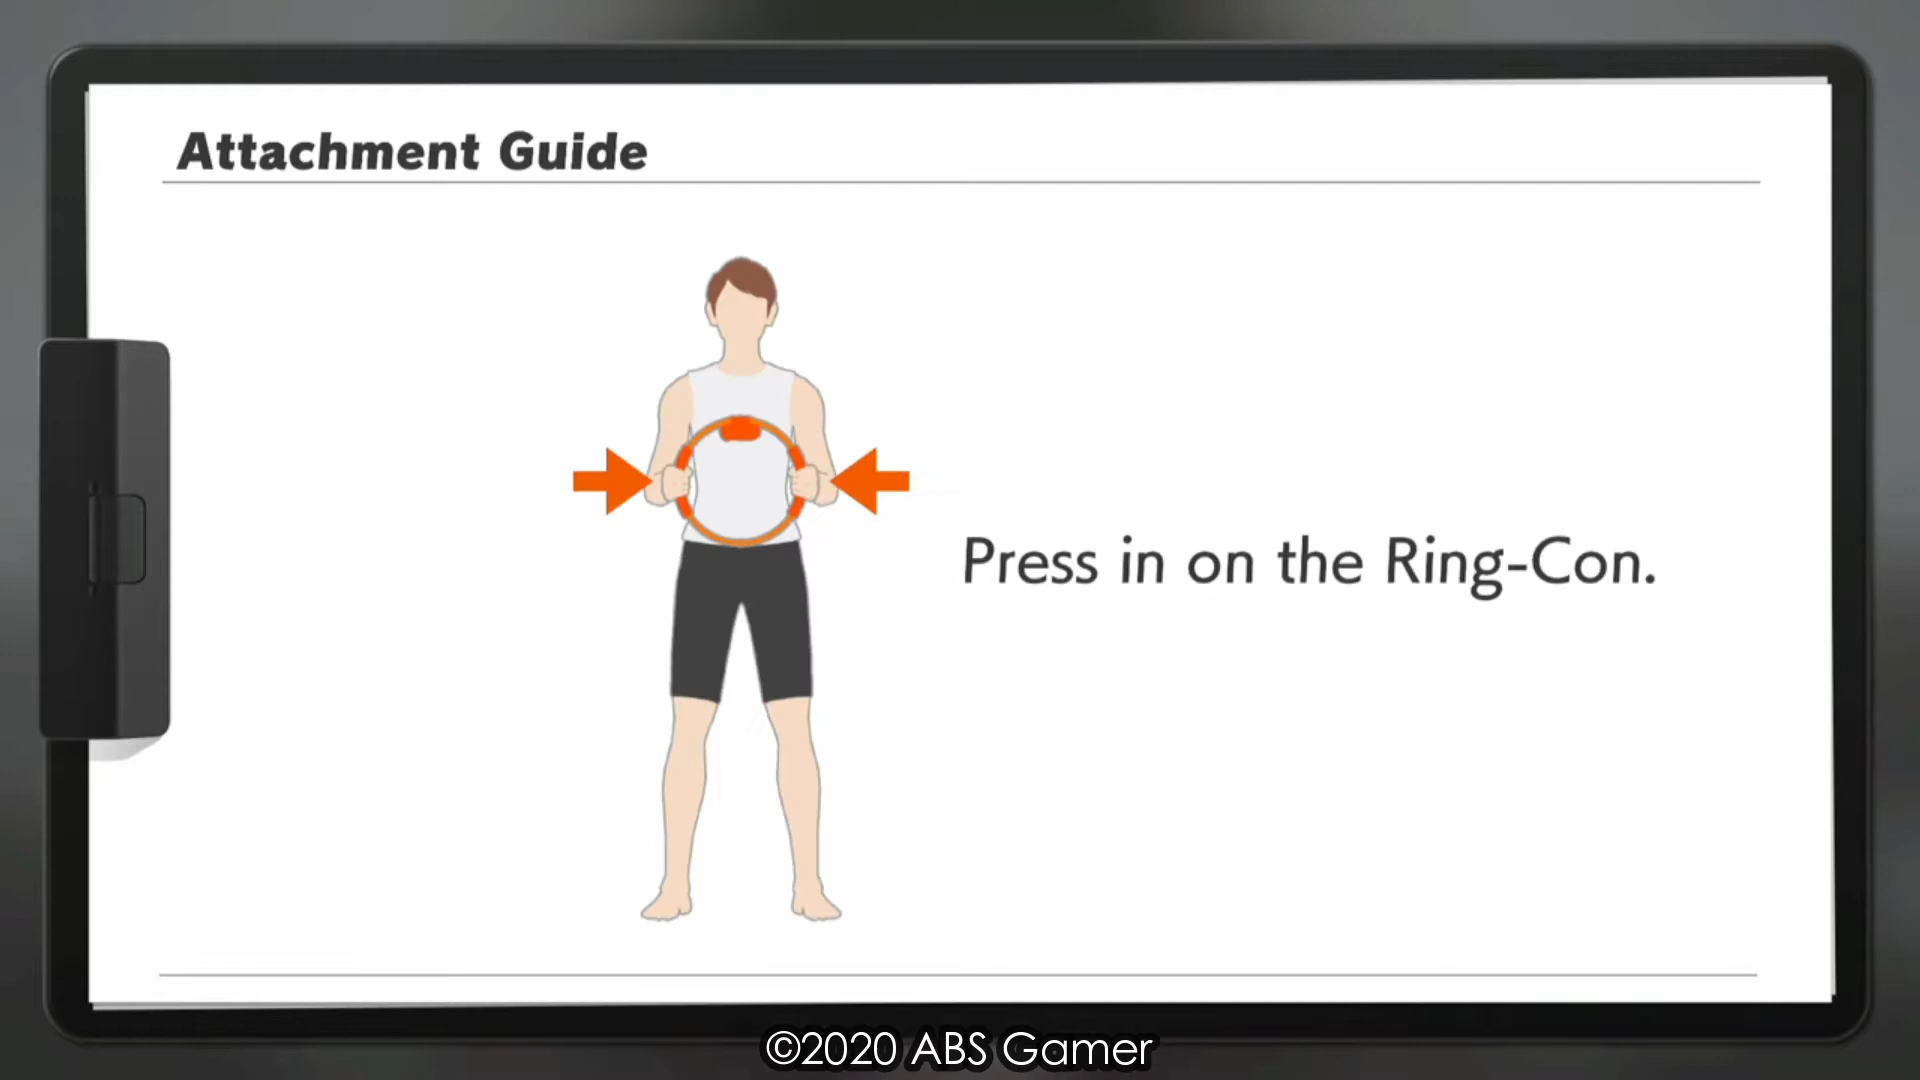 Attachment Guide
Press in on the Ring-Con.
©2020 ABS Gamer